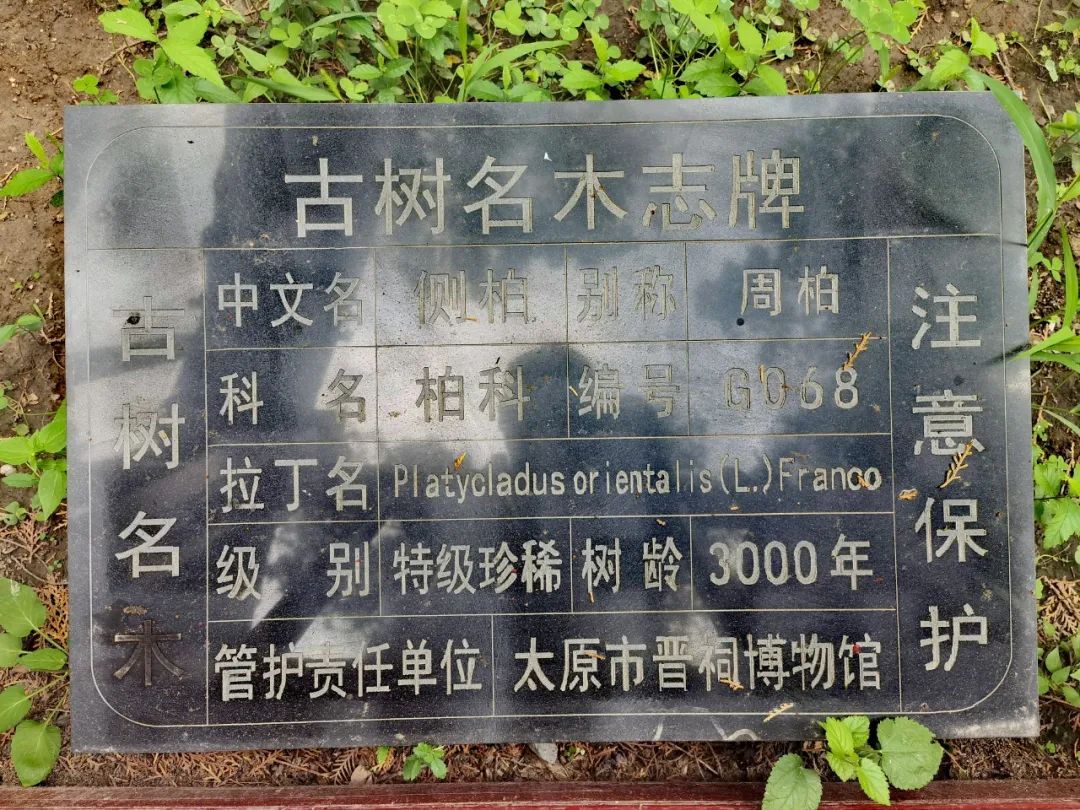 古树名木志牌
古树名木
中文名 侧柏 别称 周柏
科名 柏科 编号 G068
拉丁名 Platycladus orientalis(L.)Franco
级别 特级珍稀 树龄 3000年
管护责任单位 太原市晋祠博物馆
注意保护